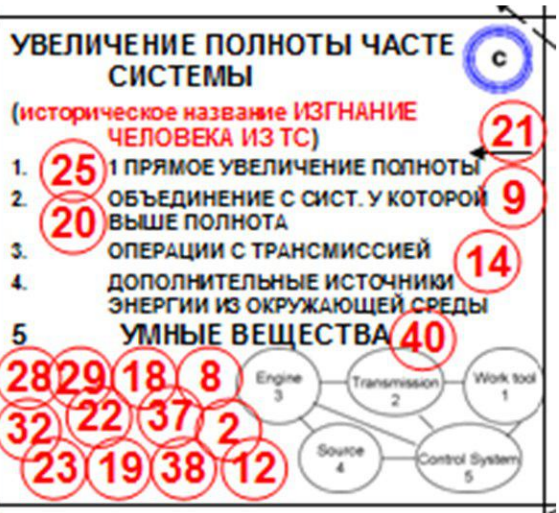 УВЕЛИЧЕНИЕ ПОЛНОТЫ ЧАСТЕ
СИСТЕМЫ
с
(историческое название ИЗГНАНИЕ
ЧЕЛОВЕКА ИЗ ТС)
21
1. 25 1 ПРЯМОЕ УВЕЛИЧЕНИЕ ПОЛНОТЫ
2. ОБЪЕДИНЕНИЕ С СИСТ. У КОТОРОЙ 9
20 ВЫШЕ ПОЛНОТА
3. ОПЕРАЦИИ С ТРАНСМИССИЕЙ 14
4. ДОПОЛНИТЕЛЬНЫЕ ИСТОЧНИКИ
ЭНЕРГИИ ИЗ ОКРУЖАЮЩЕЙ СРЕДЫ
5 УМНЫЕ ВЕЩЕСТВА 40
28 29 18 8
32 22 37 2
23 19 38 12
Engine
3
Transmission
2
Work tool
1
Source
4
Control System
5